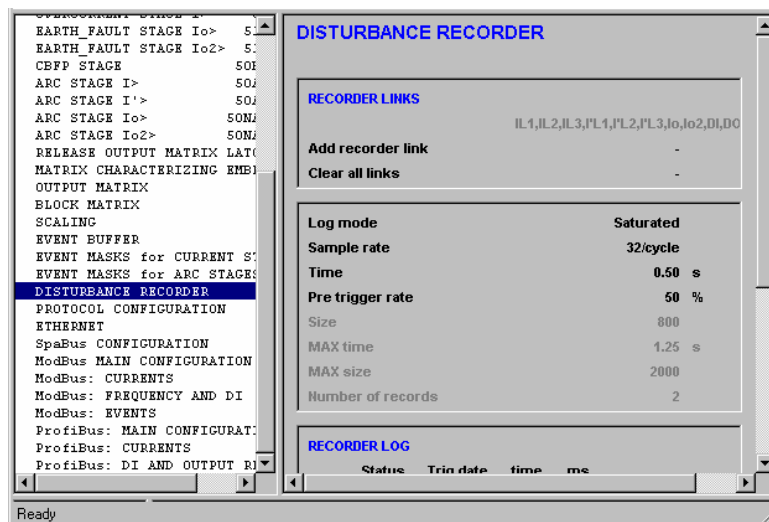 EARTH_FAULT STAGE Io>
EARTH_FAULT STAGE Io2>
CBFP STAGE
ARC STAGE I>
ARC STAGE I'>
ARC STAGE Io>
ARC STAGE Io2>
RELEASE OUTPUT MATRIX
MATRIX CHARACTERIZING
OUTPUT MATRIX
BLOCK MATRIX
SCALING
EVENT BUFFER
EVENT MASKS for CURRENT
EVENT MASKS for ARC STAGES
DISTURBANCE RECORDER
PROTOCOL CONFIGURATION
ETHERNET
SpaBus CONFIGURATION
ModBus MAIN CONFIGURATION
ModBus: CURRENTS
ModBus: FREQUENCY AND DI
ModBus: EVENTS
ProfiBus: MAIN
ProfiBus: CURRENTS
ProfiBus: DI AND OUTPUT
DISTURBANCE RECORDER
RECORDER LINKS
IL1,IL2,IL3,I'L1,I'L2,I'L3,Io,Io2,DI,DO
Add recorder link -
Clear all links -
Log mode Saturated
Sample rate 32/cycle
Time 0.50 s
Pre trigger rate 50 %
Size 800
MAX time 1.25 s
MAX size 2000
Number of records 2
RECORDER LOG
Status Trig date time ms
Ready